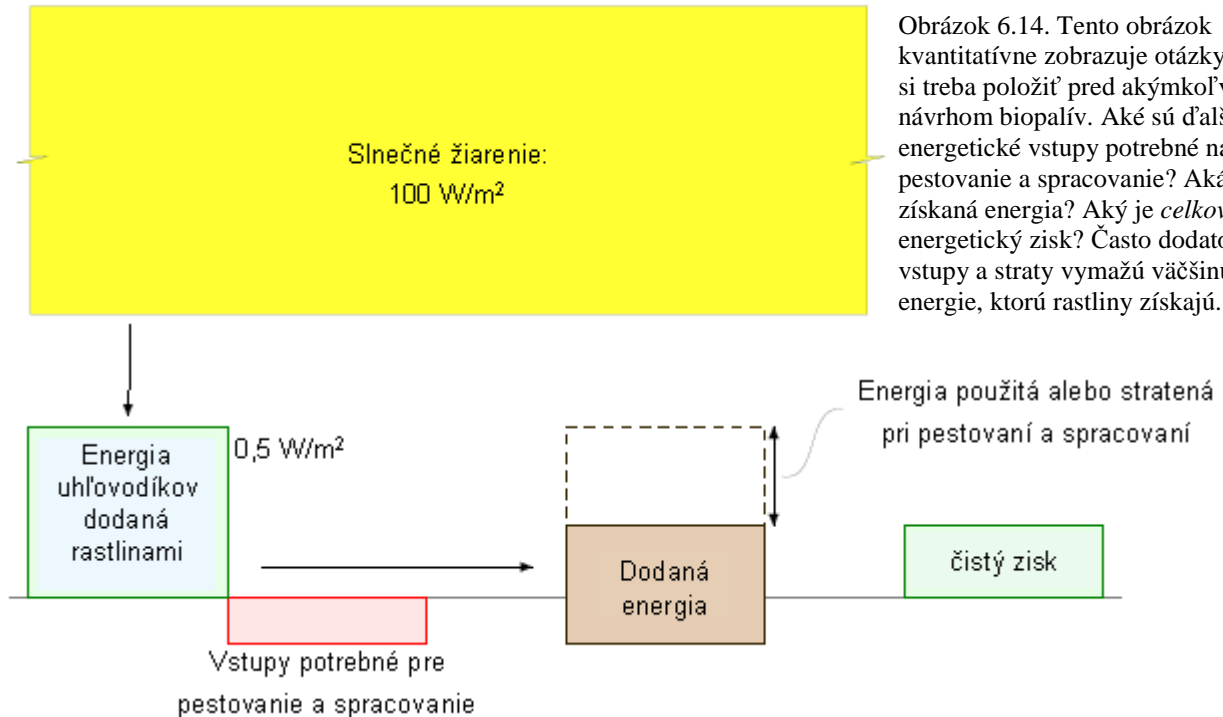 Obrázok 6.14. Tento obrázok
kvantitatívne zobrazuje otázky
si treba položiť pred akýmkoľv
návrhom biopalív. Aké sú ďalš
energetické vstupy potrebné na
pestovanie a spracovanie? Aká
získaná energia? Aký je celkov
energetický zisk? Často dodato
vstupy a straty vymažú väčšinu
energie, ktorú rastliny získajú.
Slnečné žiarenie:
100 W/m²
Energia použitá alebo stratená
pri pestovaní a spracovaní
Energia
uhľovodíkov
dodaná
rastlinami
0,5 W/m²
Dodaná
energia
čistý zisk
Vstupy potrebné pre
pestovanie a spracovanie